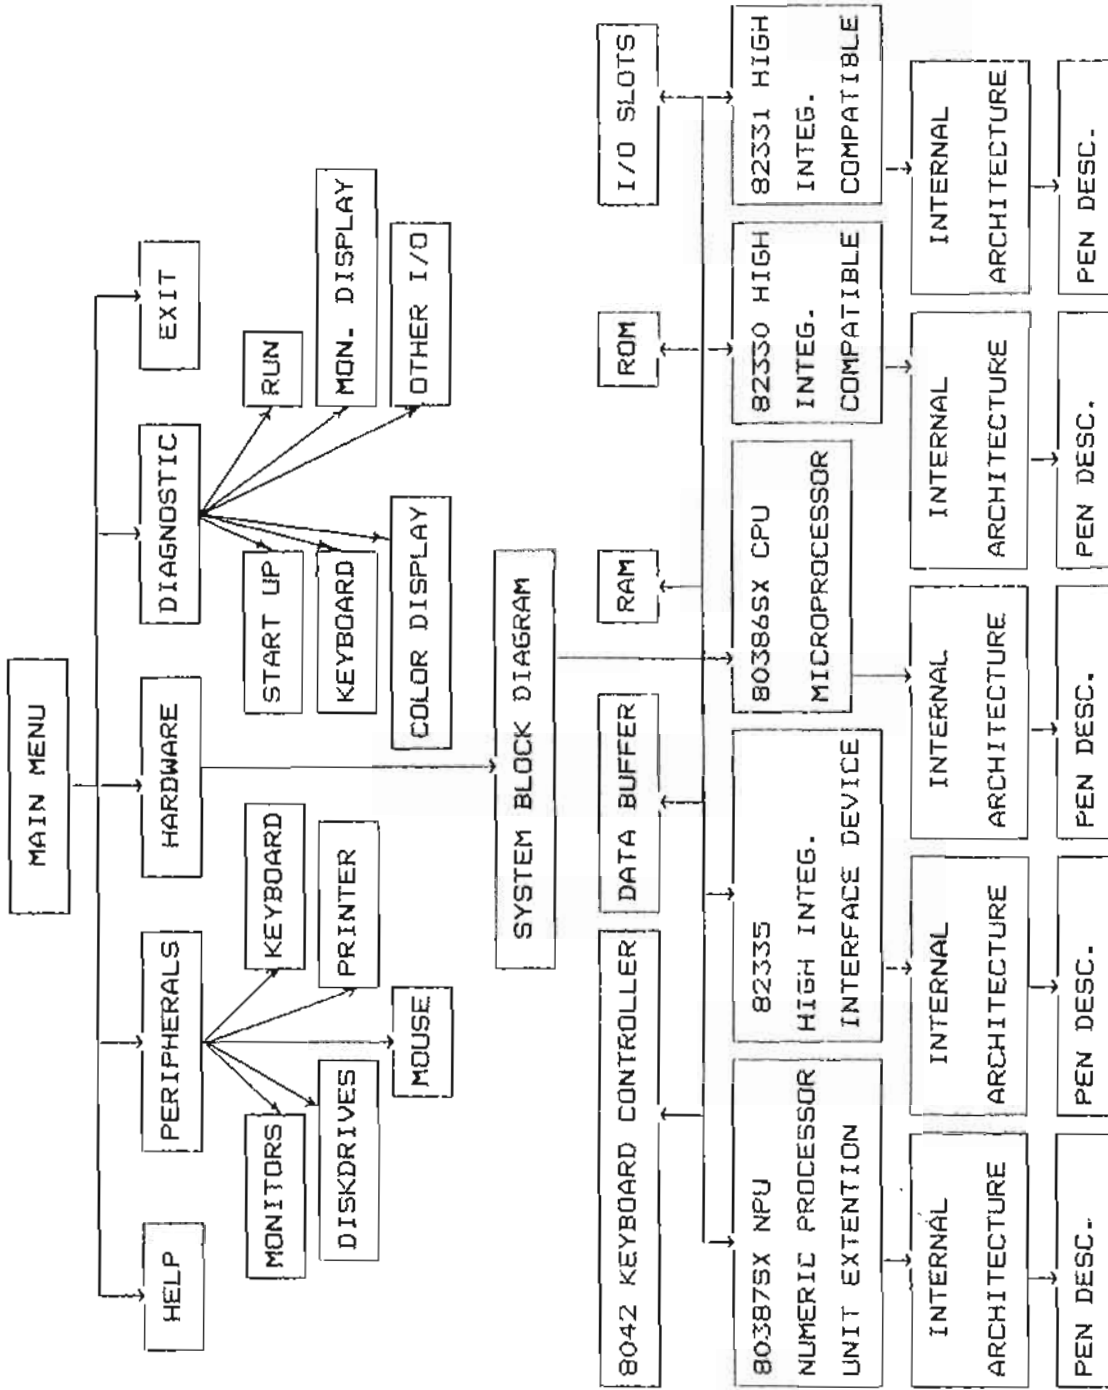 MAIN MENU
HELP
PERIPHERALS
HARDWARE
DIAGNOSTIC
EXIT
MONITORS
KEYBOARD
START UP
RUN
DISKDRIVES
PRINTER
KEYBOARD
MON. DISPLAY
MOUSE
COLOR DISPLAY
OTHER I/O
SYSTEM BLOCK DIAGRAM
8042 KEYBOARD CONTROLLER
DATA BUFFER
RAM
ROM
I/O SLOTS
80387SX NPU
NUMERIC PROCESSOR
UNIT EXTENTION
82335
HIGH INTEG.
INTERFACE DEVICE
80386SX CPU
MICROPROCESSOR
82330 HIGH
INTEG.
COMPATIBLE
82331 HIGH
INTEG.
COMPATIBLE
INTERNAL
ARCHITECTURE
INTERNAL
ARCHITECTURE
INTERNAL
ARCHITECTURE
INTERNAL
ARCHITECTURE
INTERNAL
ARCHITECTURE
PEN DESC.
PEN DESC.
PEN DESC.
PEN DESC.
PEN DESC.